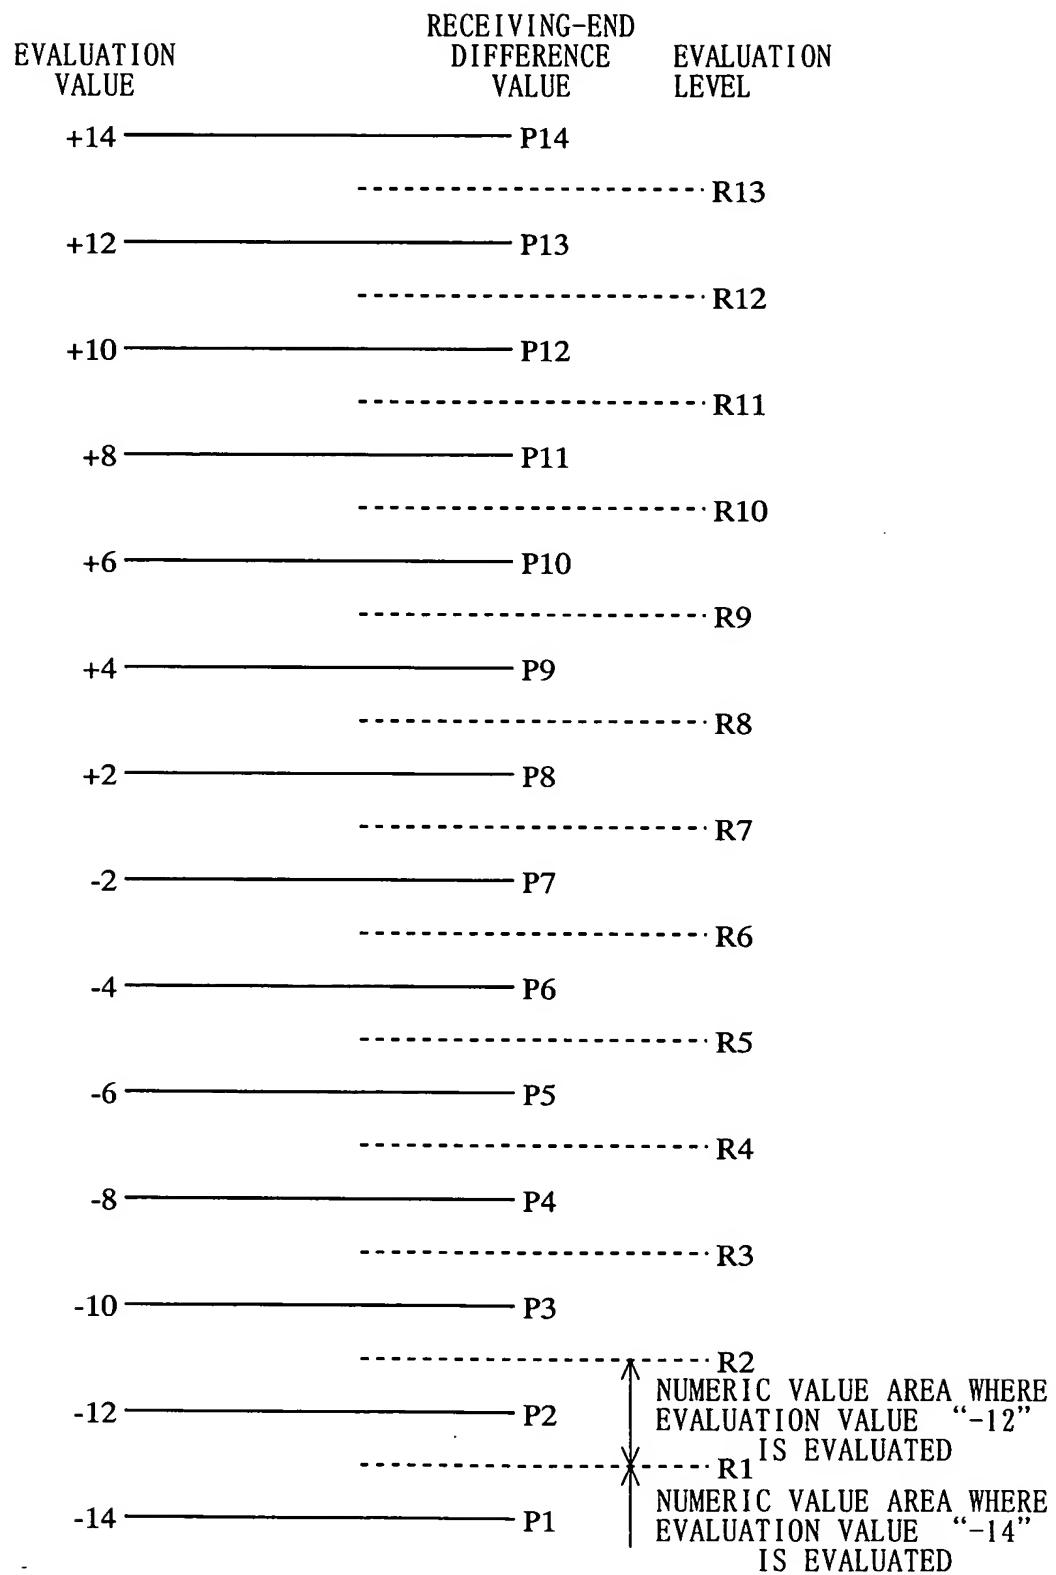 RECEIVING-END
EVALUATION DIFFERENCE EVALUATION
VALUE VALUE LEVEL
+14 P14
R13
+12 P13
R12
+10 P12
R11
+8 P11
R10
+6 P10
R9
+4 P9
R8
+2 P8
R7
-2 P7
R6
-4 P6
R5
-6 P5
R4
-8 P4
R3
-10 P3
R2
NUMERIC VALUE AREA WHERE
-12 P2 EVALUATION VALUE “-12”
IS EVALUATED
R1
NUMERIC VALUE AREA WHERE
-14 P1 EVALUATION VALUE “-14”
IS EVALUATED